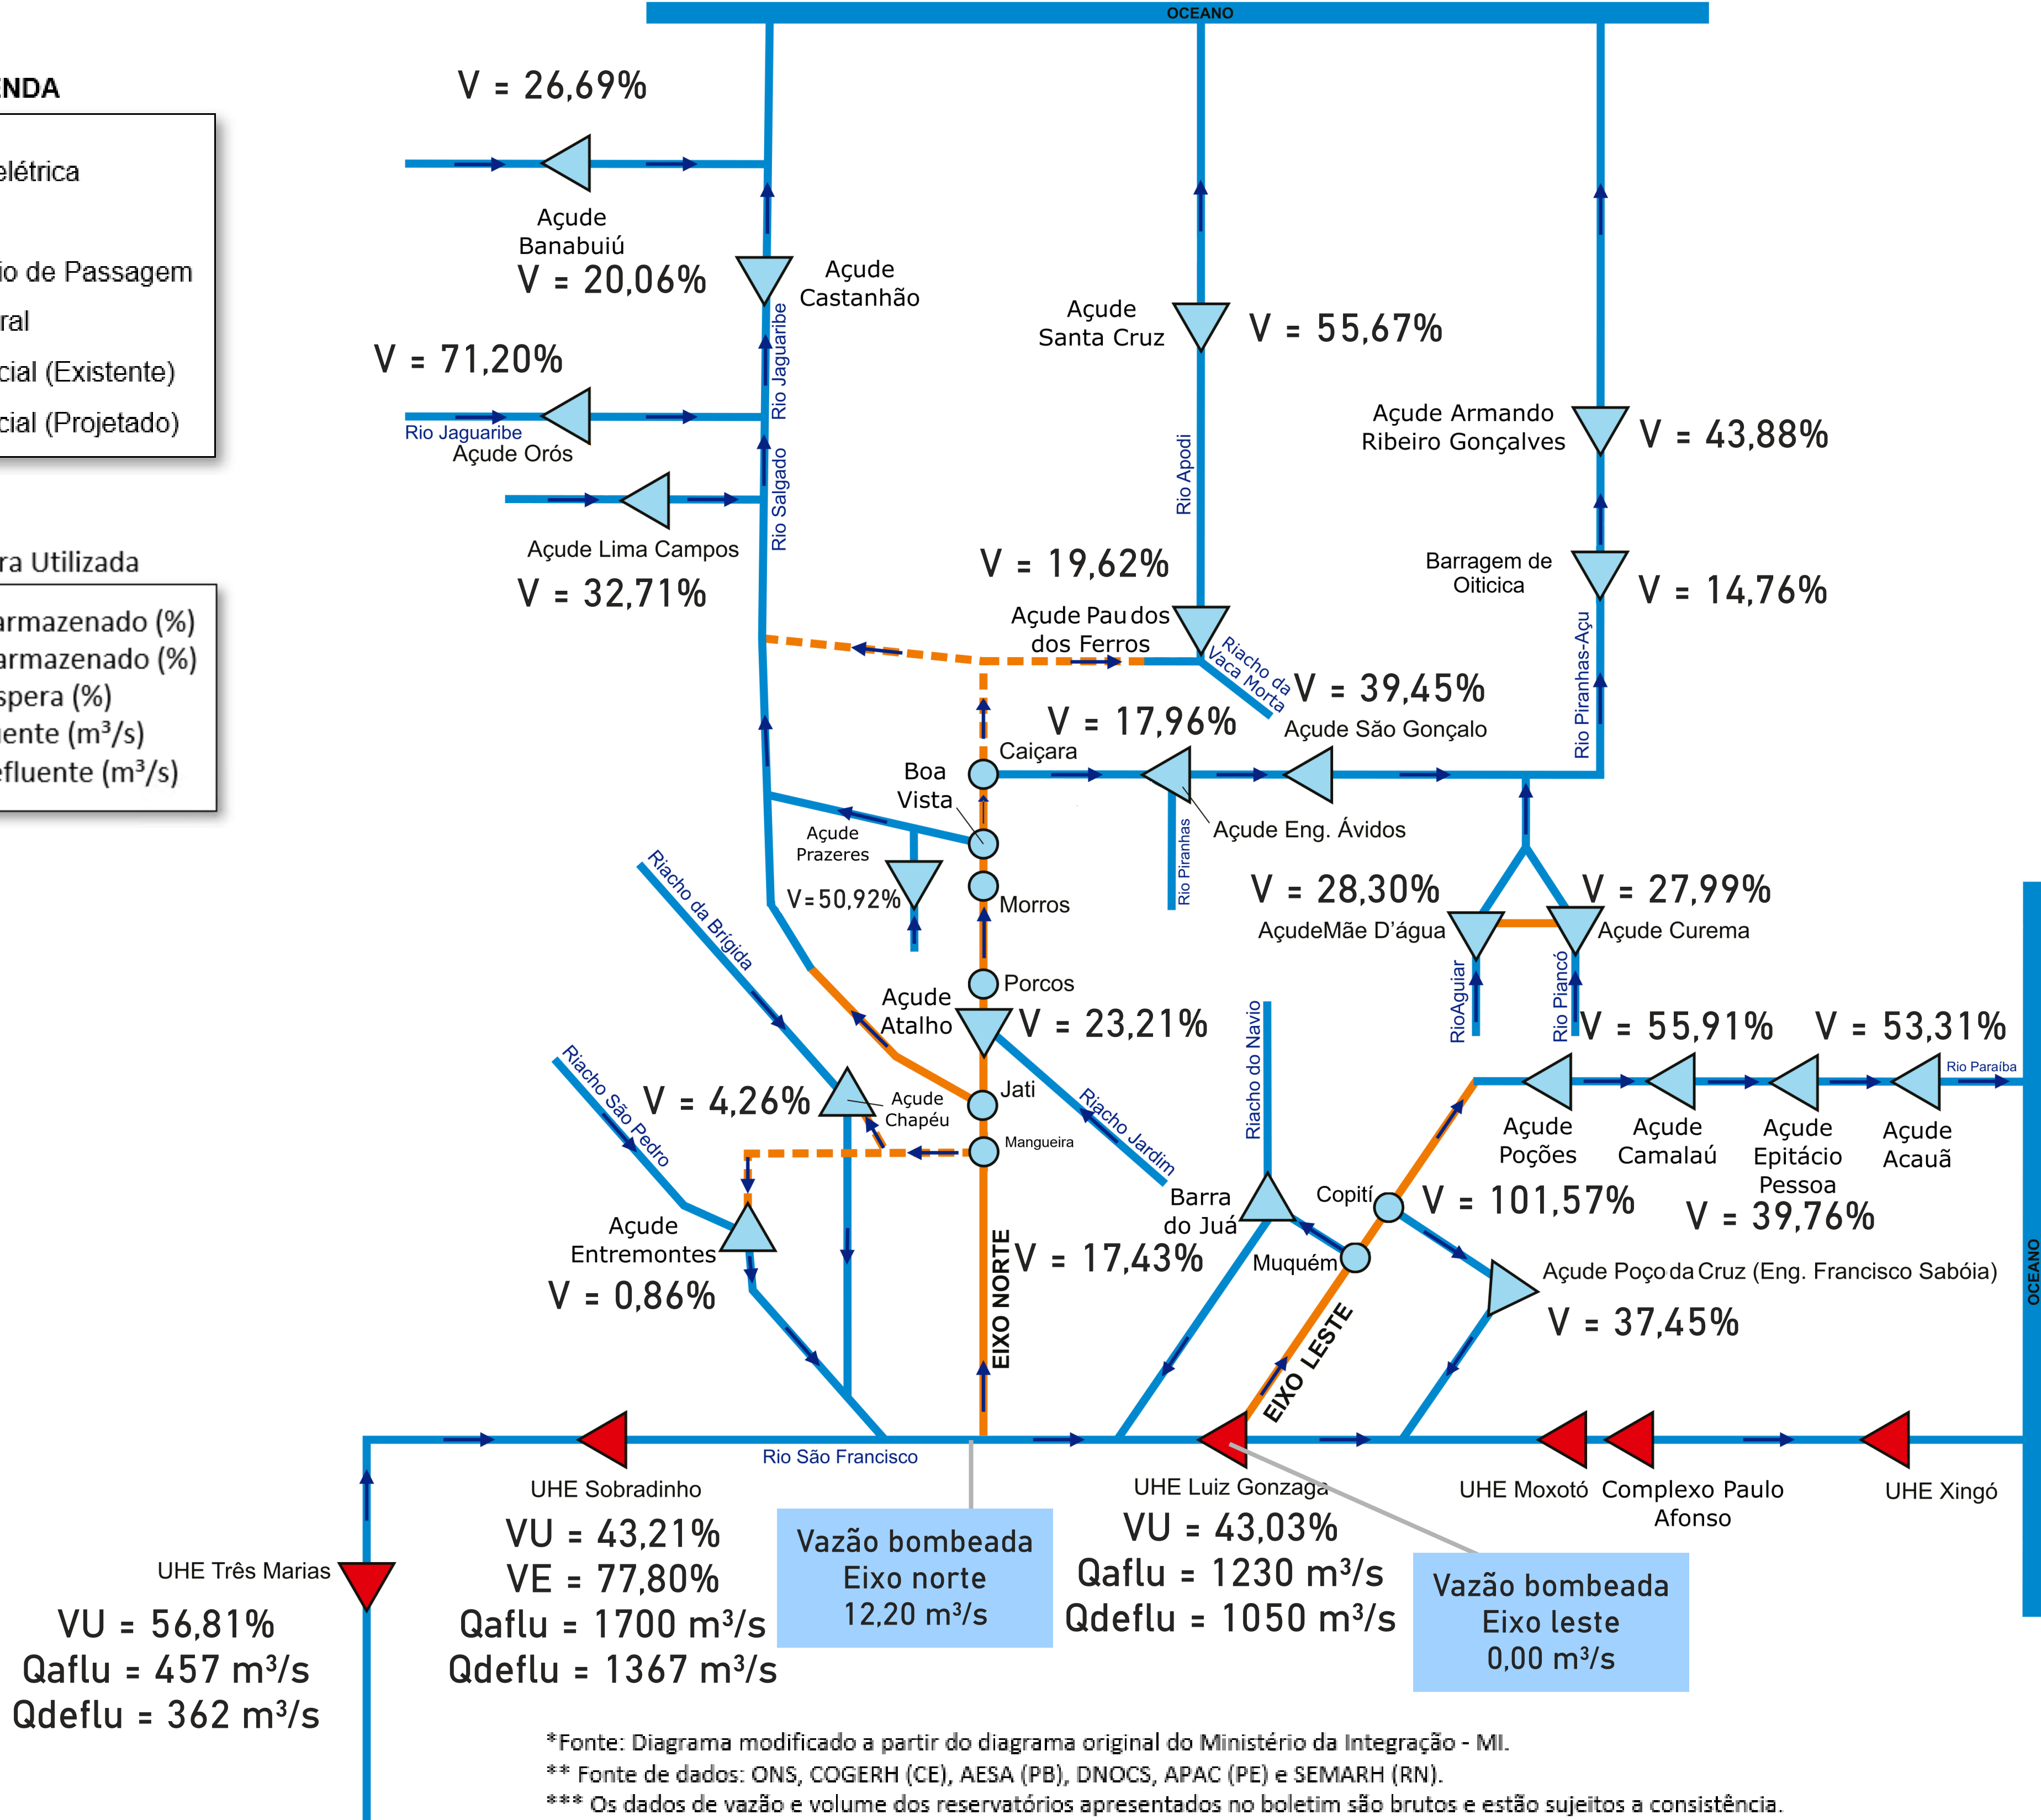 OCEANO
ENDA
elétrica
io de Passagem
ral
cial (Existente)
cial (Projetado)
ra Utilizada
armazenado (%)
armazenado (%)
spera (%)
uente (m³/s)
efluente (m³/s)
V = 26,69%
Açude
Banabuiú
V = 20,06%
Açude
Castanhão
Rio Jaguaribe
V = 71,20%
Rio Jaguaribe
Açude Orós
Rio Salgado
Açude Lima Campos
V = 32,71%
Açude
Santa Cruz
V = 55,67%
Rio Apodi
Açude Armando
Ribeiro Gonçalves
V = 43,88%
Barragem de
Oiticica
V = 14,76%
Rio Piranhas-Açu
V = 19,62%
Açude Pau dos
dos Ferros
Riacho da
Vaca Morta
V = 39,45%
Açude São Gonçalo
V = 17,96%
Caiçara
Boa
Vista
Açude Eng. Ávidos
Rio Piranhas
Açude
Prazeres
V= 50,92%
Morros
Porcos
Açude
Atalho
V = 23,21%
Riacho da Brígida
Riacho São Pedro
V = 4,26%
Açude
Chapéu
Jati
Mangueira
Riacho Jardim
Açude
Entremontes
V = 0,86%
EIXO NORTE
V = 17,43%
V = 28,30%
AçudeMãe D'água
V = 27,99%
Açude Curema
RioAguiar
Rio Piancó
V = 55,91%
V = 53,31%
Rio Paraíba
Açude
Poções
Açude
Camalaú
Açude
Epitácio
Pessoa
Açude
Acauã
V = 101,57%
V = 39,76%
Riacho do Navio
Barra
do Juá
Copití
Muquém
EIXO LESTE
Açude Poço da Cruz (Eng. Francisco Sabóia)
V = 37,45%
OCEANO
Rio São Francisco
UHE Sobradinho
VU = 43,21%
VE = 77,80%
Qaflu = 1700 m³/s
Qdeflu = 1367 m³/s
Vazão bombeada
Eixo norte
12,20 m³/s
UHE Luiz Gonzaga
VU = 43,03%
Qaflu = 1230 m³/s
Qdeflu = 1050 m³/s
Vazão bombeada
Eixo leste
0,00 m³/s
UHE Moxotó
Complexo Paulo
Afonso
UHE Xingó
UHE Três Marias
VU = 56,81%
Qaflu = 457 m³/s
Qdeflu = 362 m³/s
*Fonte: Diagrama modificado a partir do diagrama original do Ministério da Integração - MI.
** Fonte de dados: ONS, COGERH (CE), AESA (PB), DNOCS, APAC (PE) e SEMARH (RN).
*** Os dados de vazão e volume dos reservatórios apresentados no boletim são brutos e estão sujeitos a consistência.